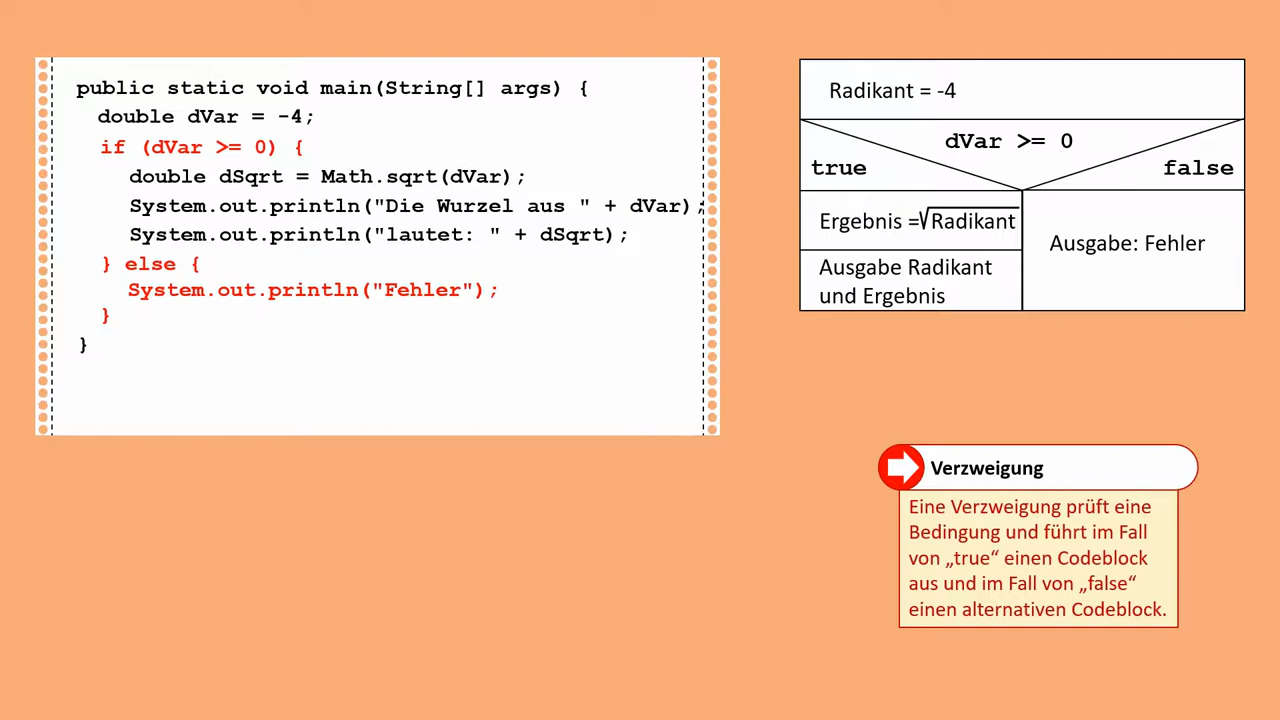 public static void main(String[] args) {
double dVar = -4;
if (dVar >= 0) {
double dSqrt = Math.sqrt(dVar);
System.out.println("Die Wurzel aus " + dVar);
System.out.println("lautet: " + dSqrt);
} else {
System.out.println("Fehler");
}
}
Radikant = -4
dVar >= 0
true
false
Ergebnis =√Radikant
Ausgabe Radikant
und Ergebnis
Ausgabe: Fehler
Verzweigung
Eine Verzweigung prüft eine
Bedingung und führt im Fall
von „true“ einen Codeblock
aus und im Fall von „false“
einen alternativen Codeblock.